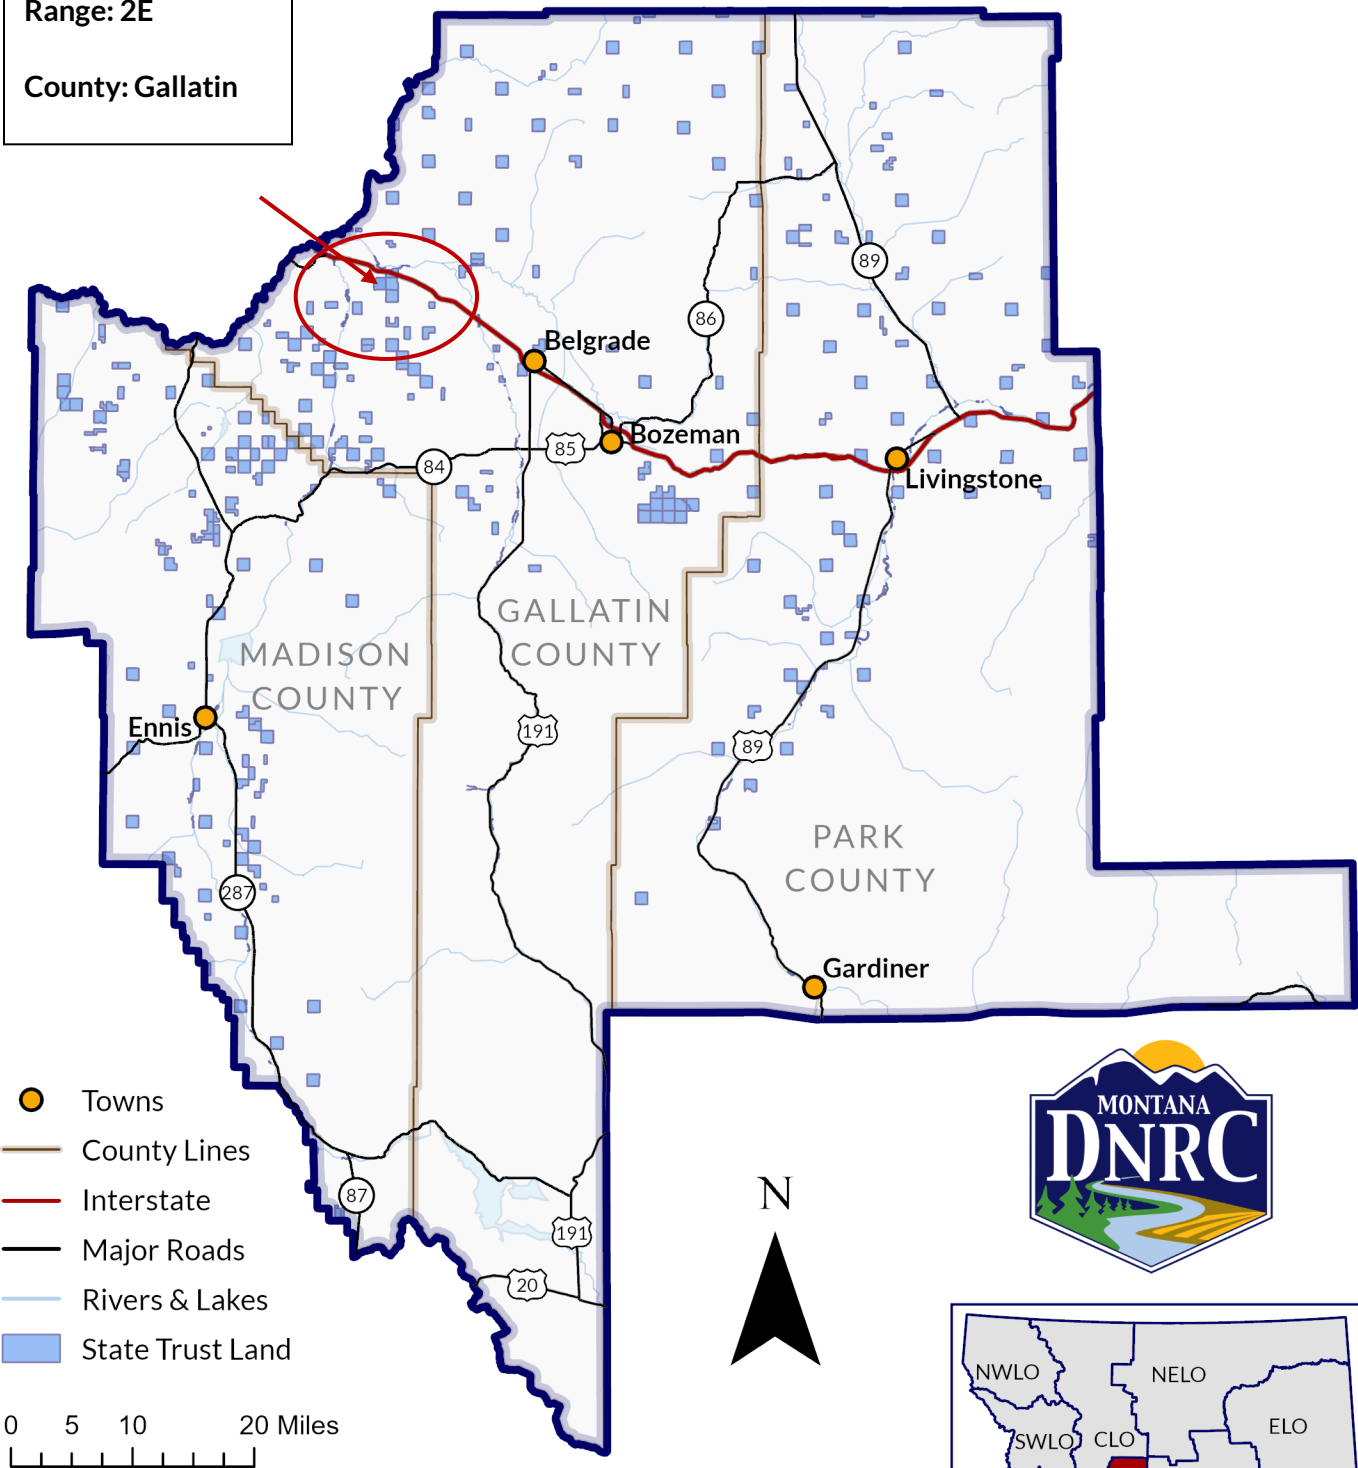 Range: 2E
County: Gallatin
89
86
Belgrade
Bozeman
85
84
Livingstone
GALLATIN
COUNTY
MADISON
COUNTY
Ennis
191
89
PARK
COUNTY
287
Gardiner
Towns
County Lines
Interstate
Major Roads
Rivers & Lakes
State Trust Land
0 5 10 20 Miles
87
191
20
N
MONTANA
DNRC
NWLO
NELO
ELO
SWLO
CLO